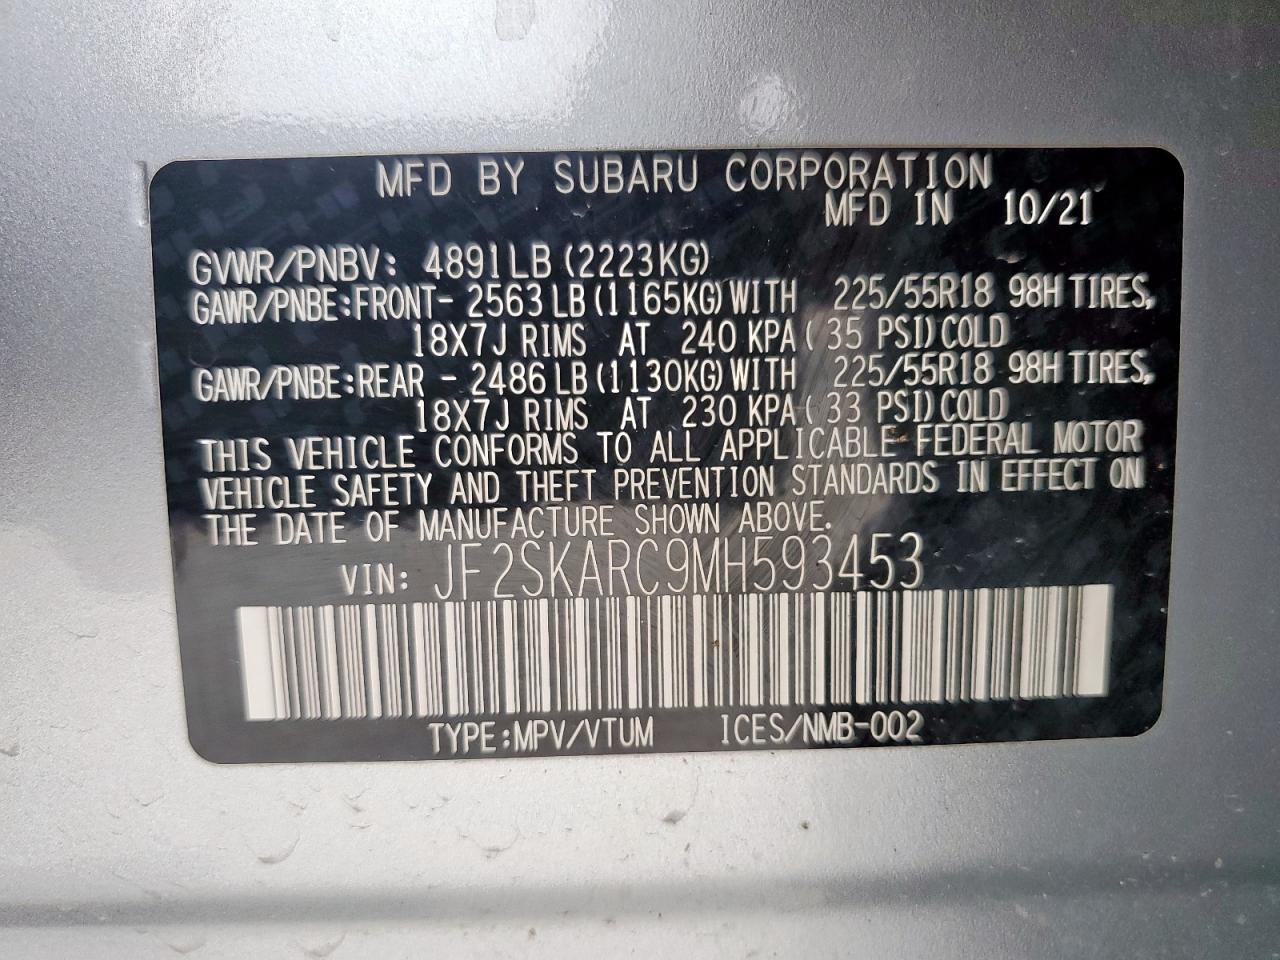 MFD BY SUBARU CORPORATION
MFD IN 10/21
GVWR/PNBV: 4891LB (2223KG)
GAWR/PNBE:FRONT- 2563 LB (1165KG) WITH 225/55R18 98H TIRES,
18X7J RIMS AT 240 KPA ( 35 PSI) COLD
GAWR/PNBE:REAR - 2486 LB (1130KG) WITH 225/55R18 98H TIRES,
18X7J RIMS AT 230 KPA ( 33 PSI) COLD
THIS VEHICLE CONFORMS TO ALL APPLICABLE FEDERAL MOTOR
VEHICLE SAFETY AND THEFT PREVENTION STANDARDS IN EFFECT ON
THE DATE OF MANUFACTURE SHOWN ABOVE.
VIN: JF2SKARC9MH593453
TYPE:MPV/VTUM ICES/NMB-002